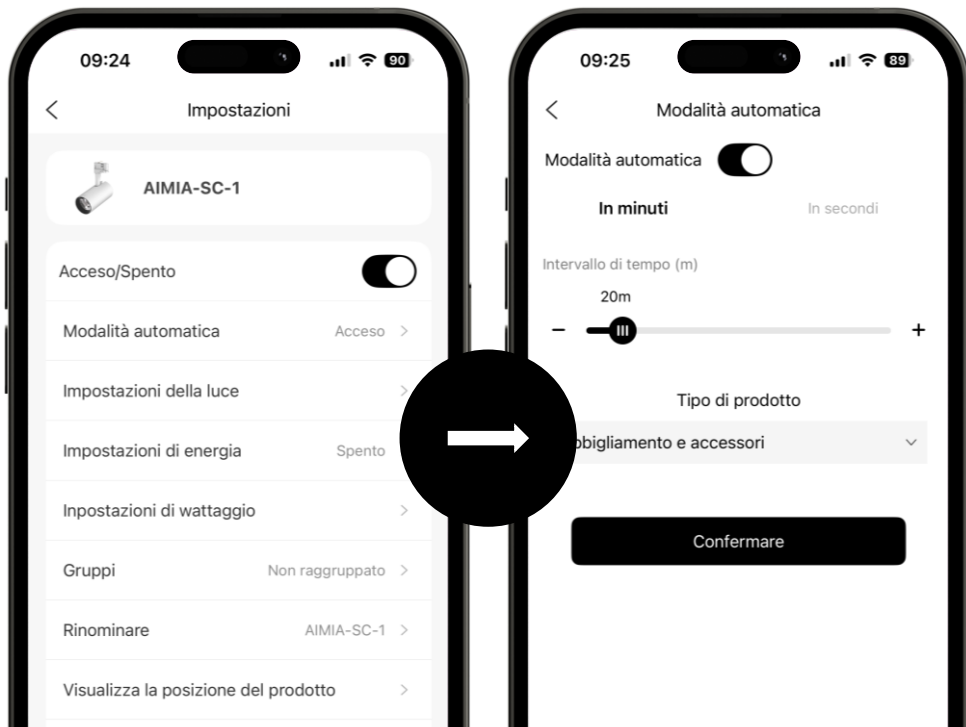 09:24
90
Impostazioni
AIMIA-SC-1
Acceso/Spento
Modalità automatica Acceso
Impostazioni della luce
Impostazioni di energia Spento
Inpostazioni di wattaggio
Gruppi Non raggruppato
Rinominare AIMIA-SC-1
Visualizza la posizione del prodotto
09:25
89
Modalità automatica
Modalità automatica
In minuti In secondi
Intervallo di tempo (m)
20m
Tipo di prodotto
bbigliamento e accessori
Confermare